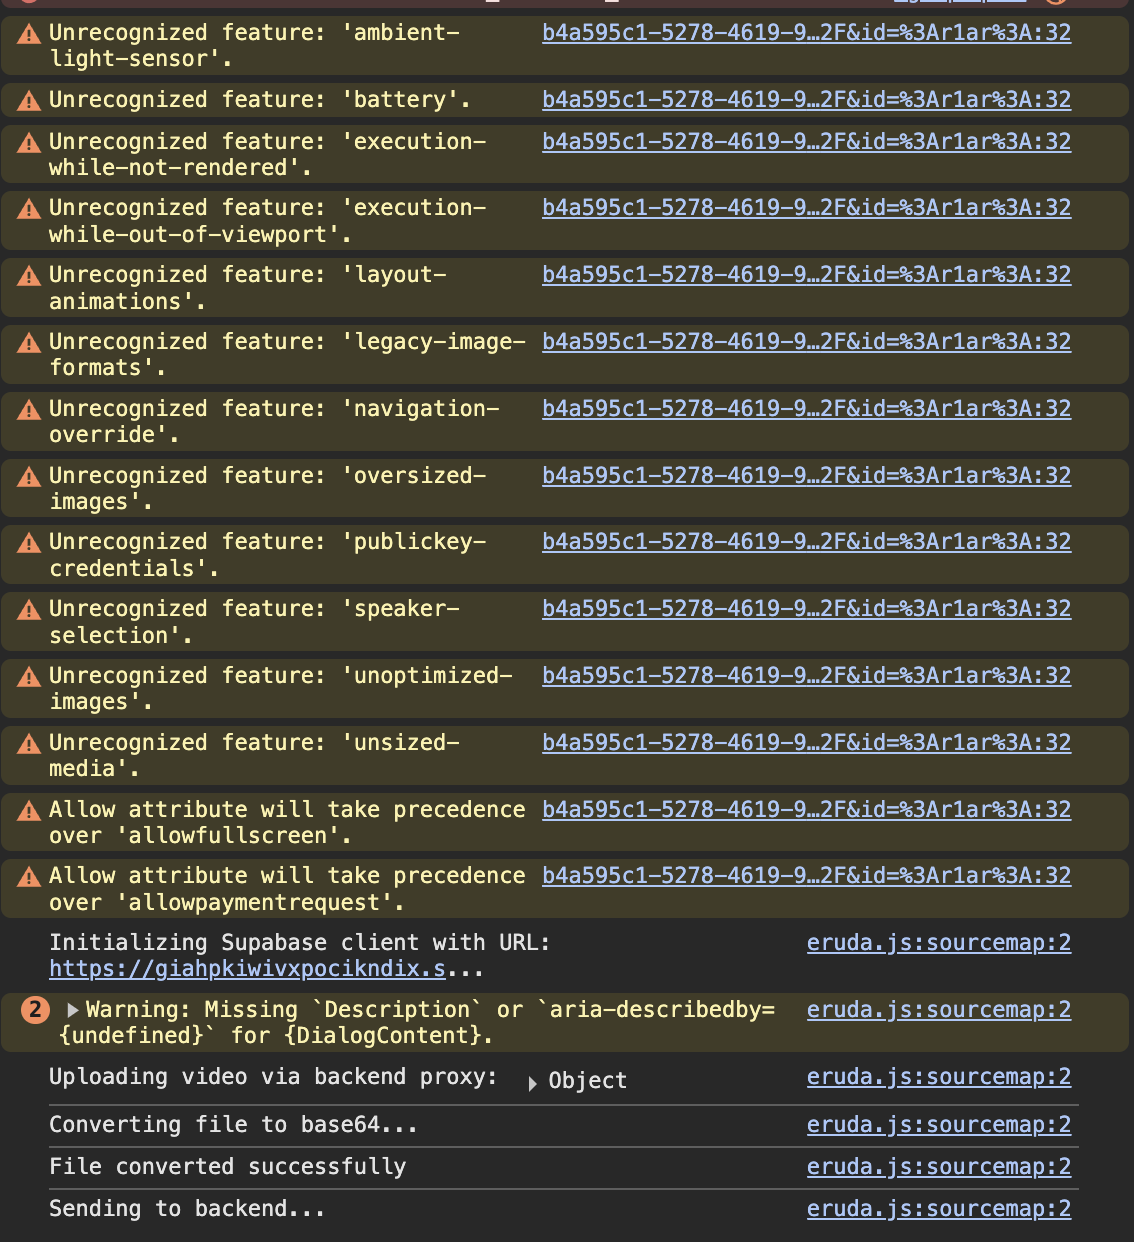 Unrecognized feature: 'ambient- b4a595c1-5278-4619-9…2F&id=%3Ar1ar%3A:32
light-sensor'.
Unrecognized feature: 'battery'. b4a595c1-5278-4619-9…2F&id=%3Ar1ar%3A:32
Unrecognized feature: 'execution- b4a595c1-5278-4619-9…2F&id=%3Ar1ar%3A:32
while-not-rendered'.
Unrecognized feature: 'execution- b4a595c1-5278-4619-9…2F&id=%3Ar1ar%3A:32
while-out-of-viewport'.
Unrecognized feature: 'layout- b4a595c1-5278-4619-9…2F&id=%3Ar1ar%3A:32
animations'.
Unrecognized feature: 'legacy-image- b4a595c1-5278-4619-9…2F&id=%3Ar1ar%3A:32
formats'.
Unrecognized feature: 'navigation- b4a595c1-5278-4619-9…2F&id=%3Ar1ar%3A:32
override'.
Unrecognized feature: 'oversized- b4a595c1-5278-4619-9…2F&id=%3Ar1ar%3A:32
images'.
Unrecognized feature: 'publickey- b4a595c1-5278-4619-9…2F&id=%3Ar1ar%3A:32
credentials'.
Unrecognized feature: 'speaker- b4a595c1-5278-4619-9…2F&id=%3Ar1ar%3A:32
selection'.
Unrecognized feature: 'unoptimized- b4a595c1-5278-4619-9…2F&id=%3Ar1ar%3A:32
images'.
Unrecognized feature: 'unsized- b4a595c1-5278-4619-9…2F&id=%3Ar1ar%3A:32
media'.
Allow attribute will take precedence b4a595c1-5278-4619-9…2F&id=%3Ar1ar%3A:32
over 'allowfullscreen'.
Allow attribute will take precedence b4a595c1-5278-4619-9…2F&id=%3Ar1ar%3A:32
over 'allowpaymentrequest'.
Initializing Supabase client with URL: eruda.js:sourcemap:2
https://giahpkiwivxpocikndix.s...
2 Warning: Missing `Description` or `aria-describedby= eruda.js:sourcemap:2
{undefined}` for {DialogContent}.
Uploading video via backend proxy: Object eruda.js:sourcemap:2
Converting file to base64... eruda.js:sourcemap:2
File converted successfully eruda.js:sourcemap:2
Sending to backend... eruda.js:sourcemap:2